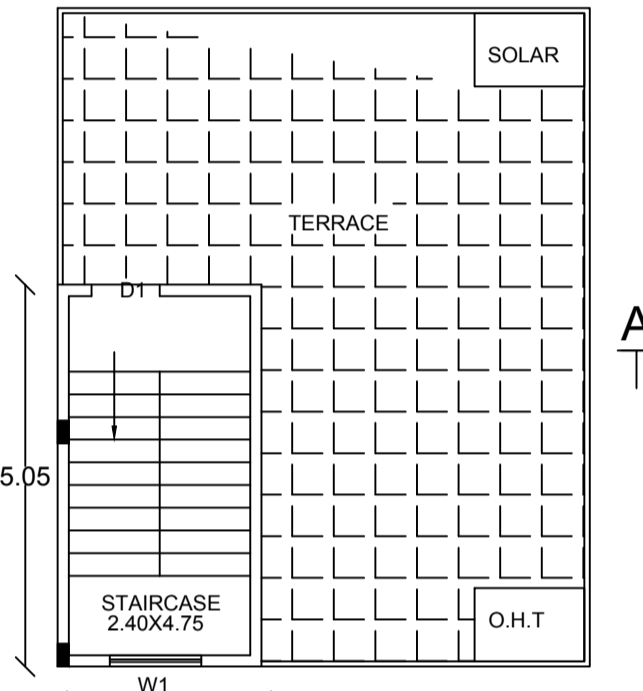 SOLAR
TERRACE
A
D1
5.05
STAIRCASE
2.40X4.75
O.H.T
W1